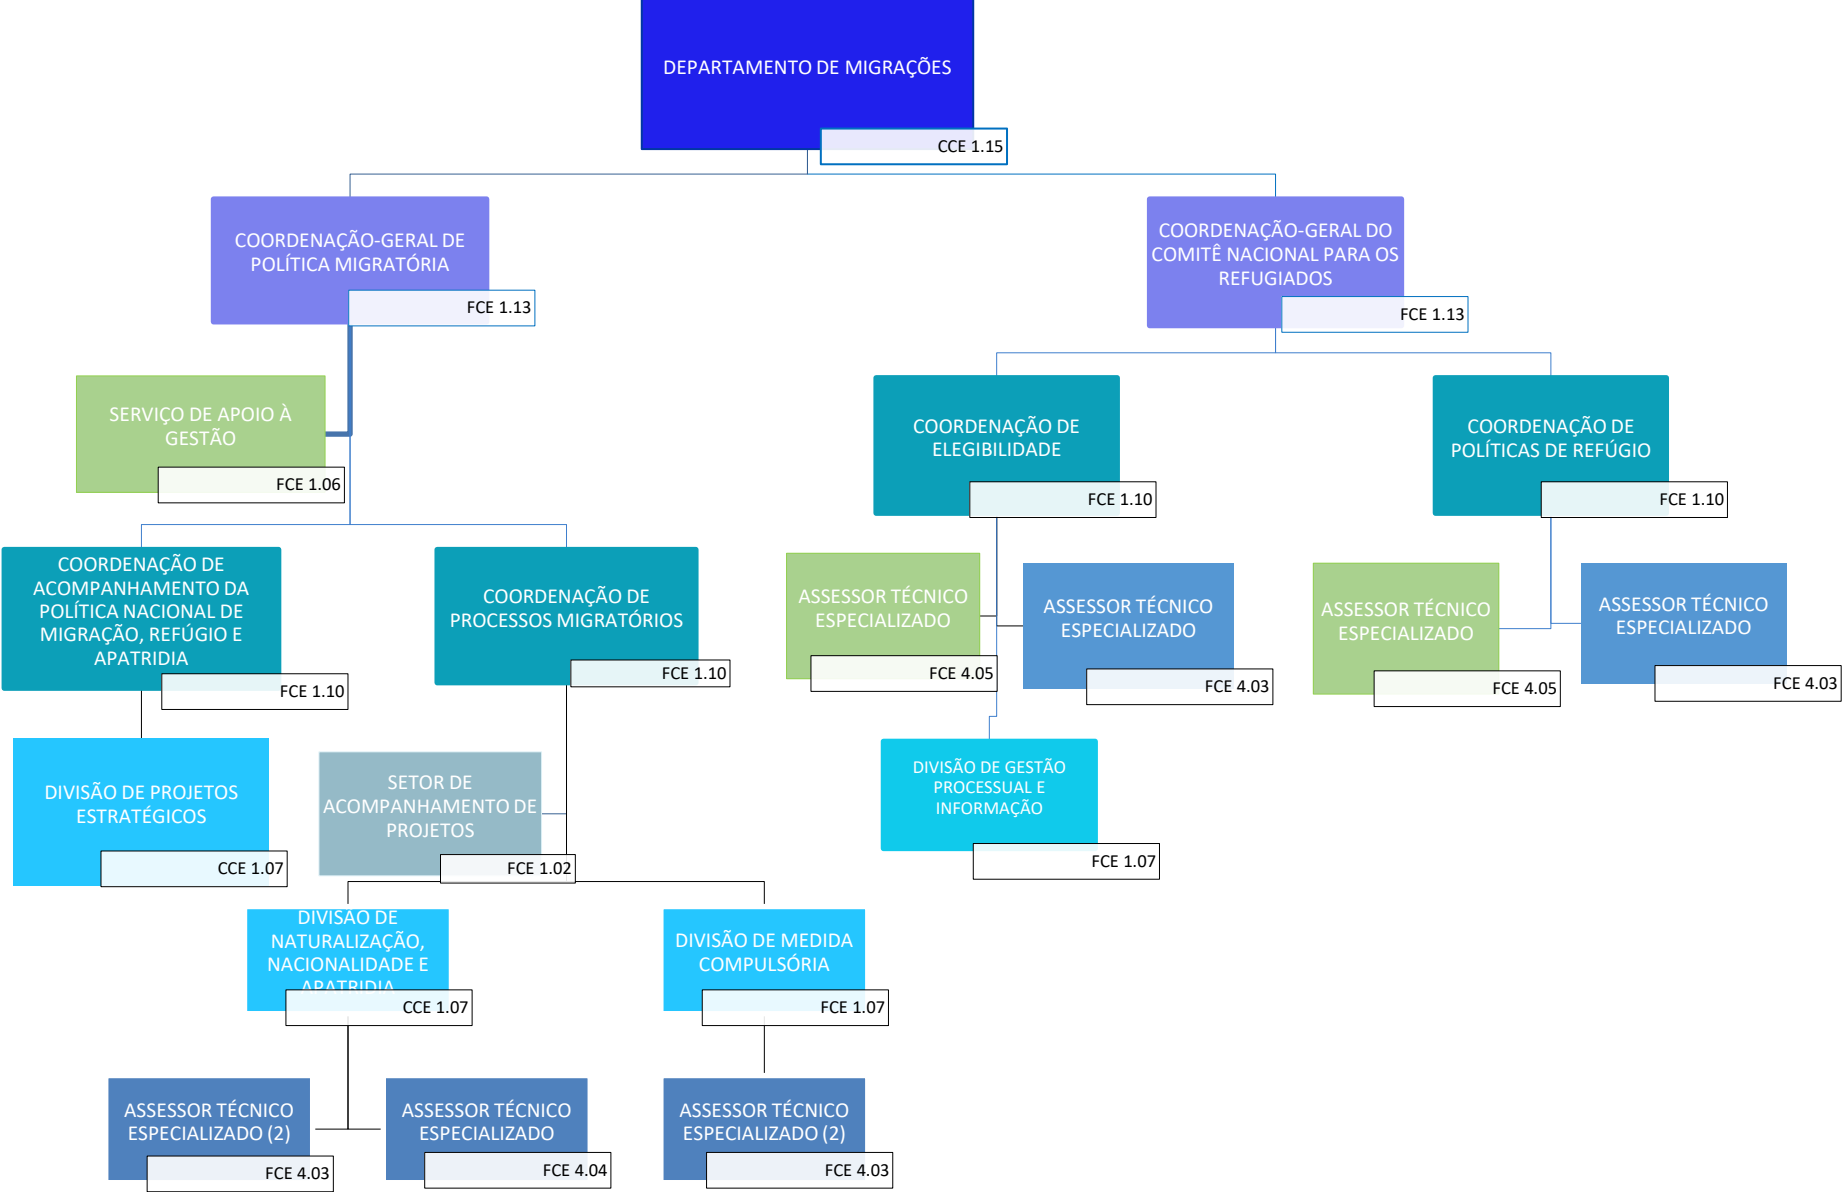 DEPARTAMENTO DE MIGRAÇÕES
CCE 1.15
COORDENAÇÃO-GERAL DE
POLÍTICA MIGRATÓRIA
FCE 1.13
COORDENAÇÃO-GERAL DO
COMITÊ NACIONAL PARA OS
REFUGIADOS
FCE 1.13
SERVIÇO DE APOIO À
GESTÃO
FCE 1.06
COORDENAÇÃO DE
ELEGIBILIDADE
FCE 1.10
COORDENAÇÃO DE
POLÍTICAS DE REFÚGIO
FCE 1.10
COORDENAÇÃO DE
ACOMPANHAMENTO DA
POLÍTICA NACIONAL DE
MIGRAÇÃO, REFÚGIO E
APATRIDIA
FCE 1.10
COORDENAÇÃO DE
PROCESSOS MIGRATÓRIOS
FCE 1.10
ASSESSOR TÉCNICO
ESPECIALIZADO
FCE 4.05
ASSESSOR TÉCNICO
ESPECIALIZADO
FCE 4.03
ASSESSOR TÉCNICO
ESPECIALIZADO
FCE 4.05
ASSESSOR TÉCNICO
ESPECIALIZADO
FCE 4.03
DIVISÃO DE PROJETOS
ESTRATÉGICOS
CCE 1.07
SETOR DE
ACOMPANHAMENTO DE
PROJETOS
FCE 1.02
DIVISÃO DE GESTÃO
PROCESSUAL E
INFORMAÇÃO
FCE 1.07
DIVISÃO DE
NATURALIZAÇÃO,
NACIONALIDADE E
APATRIDIA
CCE 1.07
DIVISÃO DE MEDIDA
COMPULSÓRIA
FCE 1.07
ASSESSOR TÉCNICO
ESPECIALIZADO (2)
FCE 4.03
ASSESSOR TÉCNICO
ESPECIALIZADO
FCE 4.04
ASSESSOR TÉCNICO
ESPECIALIZADO (2)
FCE 4.03